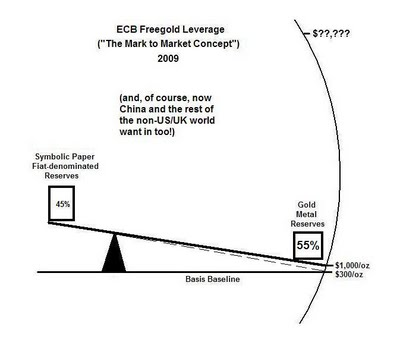 ECB Freegold Leverage
("The Mark to Market Concept")
2009
$??,???
(and, of course, now
China and the rest of
the non-US/UK world
want in too!)
Symbolic Paper
Fiat-denominated
Reserves
45%
Gold
Metal
Reserves
55%
$1,000/oz
$300/oz
Basis Baseline